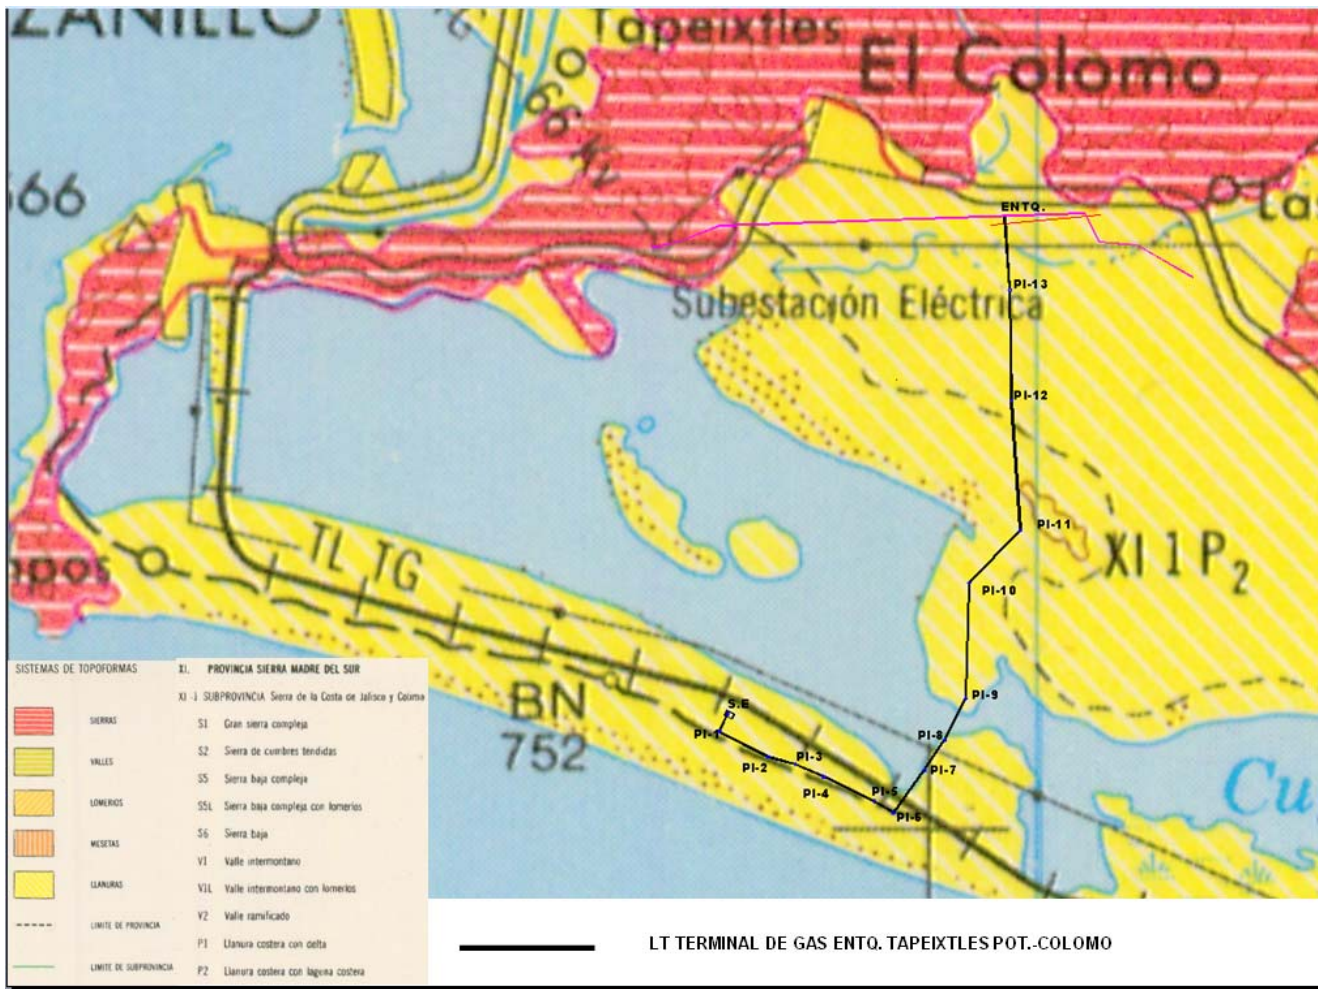 ZANILLO
Tapeixtles
El Colomo
66 KV
566
ENTQ.
Las
PI-13
Subestación Eléctrica
PI-12
PI-11
XI 1 P2
TL TG
PI-10
apos
PI-9
S.E
BN
752
PI-1
PI-8
PI-2
PI-3
PI-7
PI-4
PI-5
PI-6
Cu
SISTEMAS DE TOPOFORMAS
SIERRAS
VALLES
LOMERIOS
MESETAS
LLANURAS
LIMITE DE PROVINCIA
LIMITE DE SUBPROVINCIA
XI. PROVINCIA SIERRA MADRE DEL SUR
XI -1 SUBPROVINCIA Sierra de la Costa de Jalisco y Colima
S1 Gran sierra compleja
S2 Sierra de cumbres tendidas
S5 Sierra baja compleja
S5L Sierra baja compleja con lomerios
S6 Sierra baja
V1 Valle intermontano
V1L Valle intermontano con lomerios
V2 Valle ramificado
P1 Llanura costera con delta
P2 Llanura costera con laguna costera
LT TERMINAL DE GAS ENTQ. TAPEIXTLES POT.-COLOMO